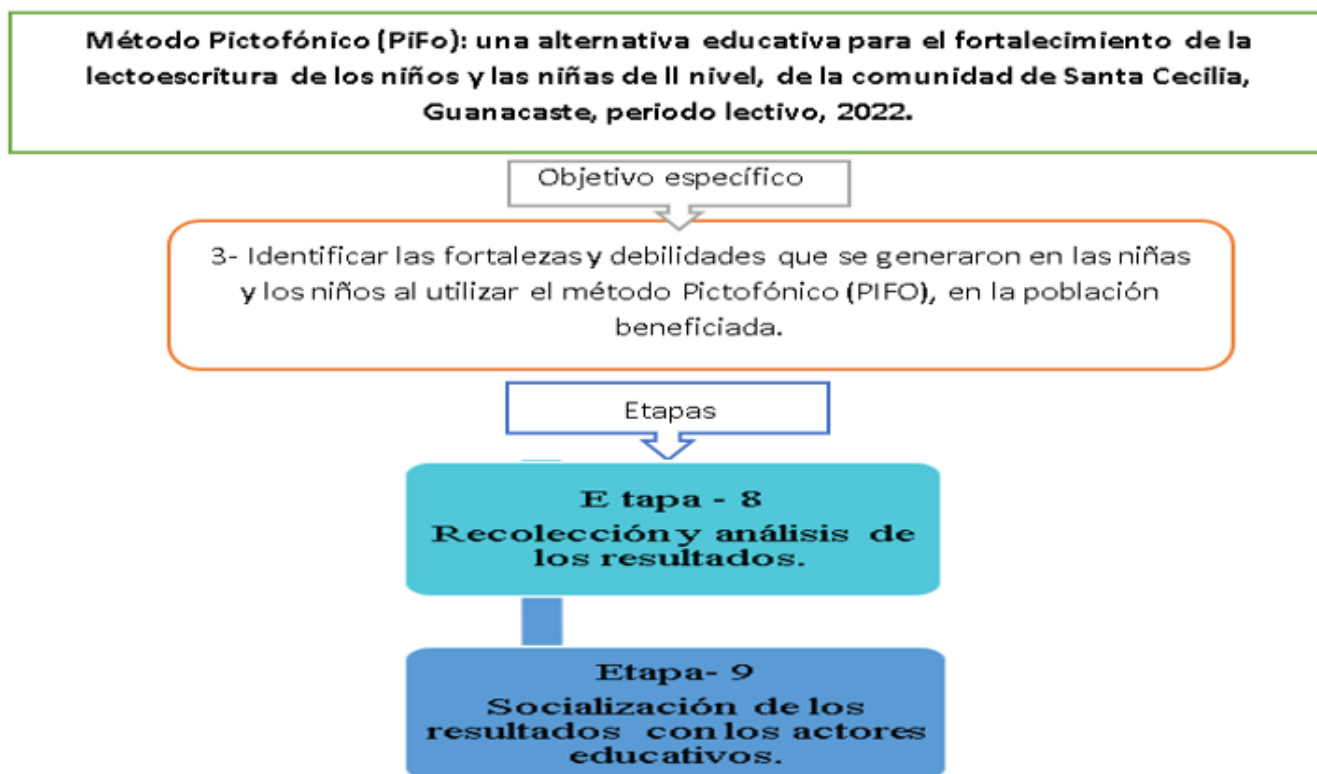 Método Pictofónico (PiFo): una alternativa educativa para el fortalecimiento de la
lectoescritura de los niños y las niñas de II nivel, de la comunidad de Santa Cecilia,
Guanacaste, periodo lectivo, 2022.
Objetivo específico
3- Identificar las fortalezas y debilidades que se generaron en las niñas
y los niños al utilizar el método Pictofónico (PIFO), en la población
beneficiada.
Etapas
E tapa - 8
Recolección y análisis de
los resultados.
Etapa- 9
Socialización de los
resultados con los actores
educativos.